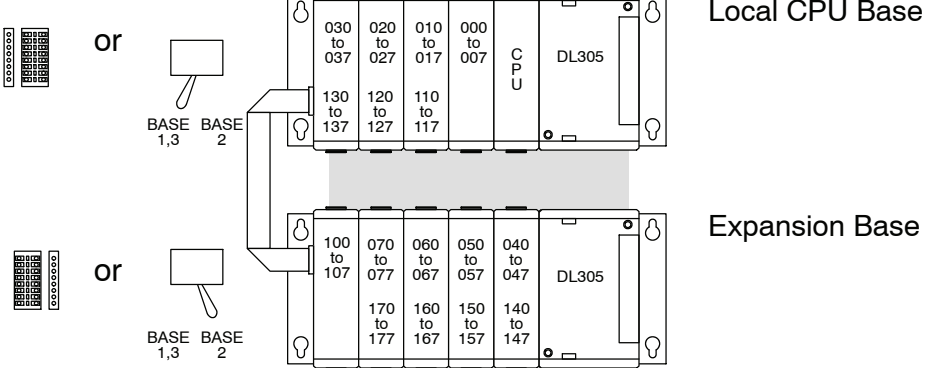 Local CPU Base
or
BASE 1,3
BASE 2
030 to 037
020 to 027
010 to 017
000 to 007
CPU
DL305
130 to 137
120 to 127
110 to 117
Expansion Base
or
BASE 1,3
BASE 2
100 to 107
070 to 077
060 to 067
050 to 057
040 to 047
DL305
170 to 177
160 to 167
150 to 157
140 to 147